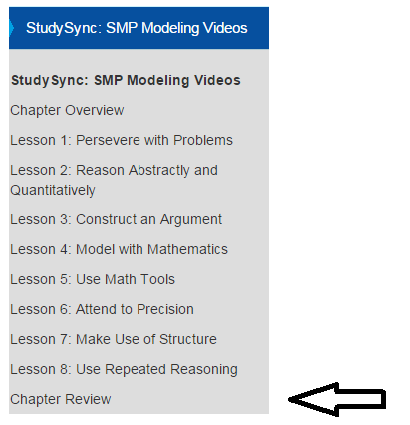 StudySync: SMP Modeling Videos
StudySync: SMP Modeling Videos
Chapter Overview
Lesson 1: Persevere with Problems
Lesson 2: Reason Abstractly and
Quantitatively
Lesson 3: Construct an Argument
Lesson 4: Model with Mathematics
Lesson 5: Use Math Tools
Lesson 6: Attend to Precision
Lesson 7: Make Use of Structure
Lesson 8: Use Repeated Reasoning
Chapter Review